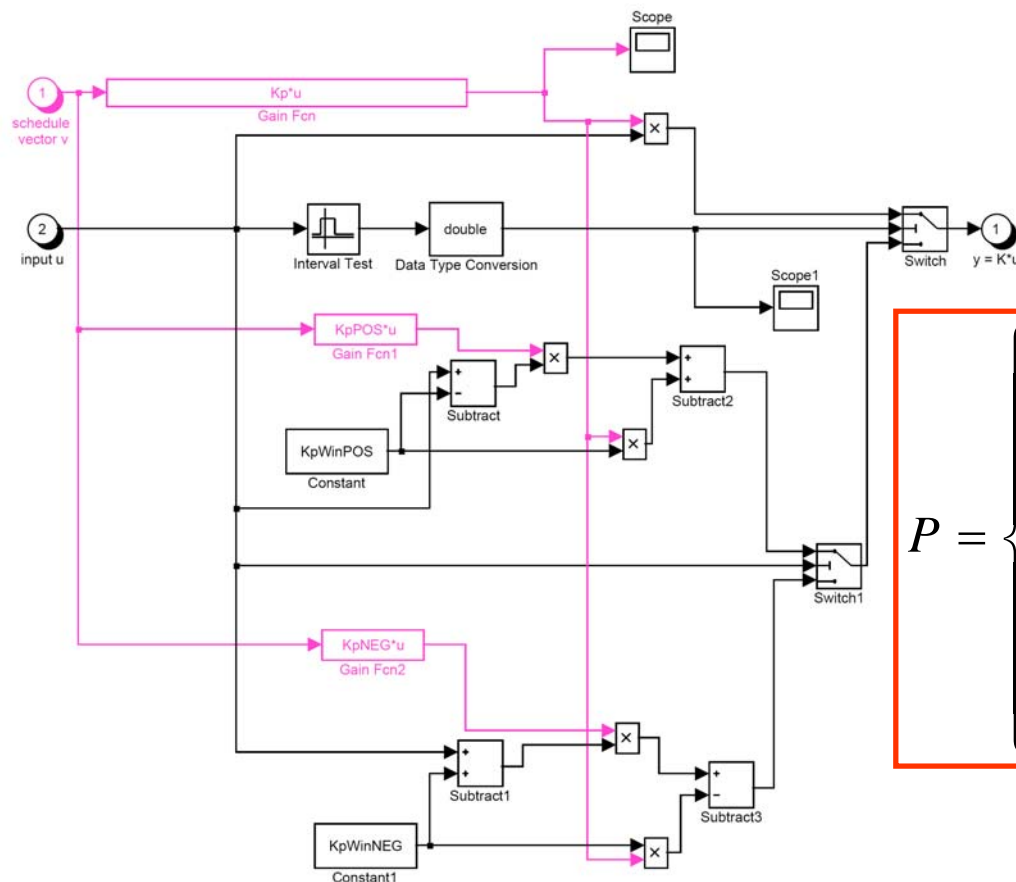 Scope
1
Kp*u
schedule
vector v
Gain Fcn
×
2
double
1
input u
Interval Test
Data Type Conversion
Switch
y = K*u
Scope1
KpPOS*u
Gain Fcn1
×
+
−
Subtract
+
+
Subtract2
KpWinPOS
×
Constant
P = {
Switch1
KpNEG*u
Gain Fcn2
×
+
+
Subtract1
+
−
Subtract3
KpWinNEG
×
Constant1